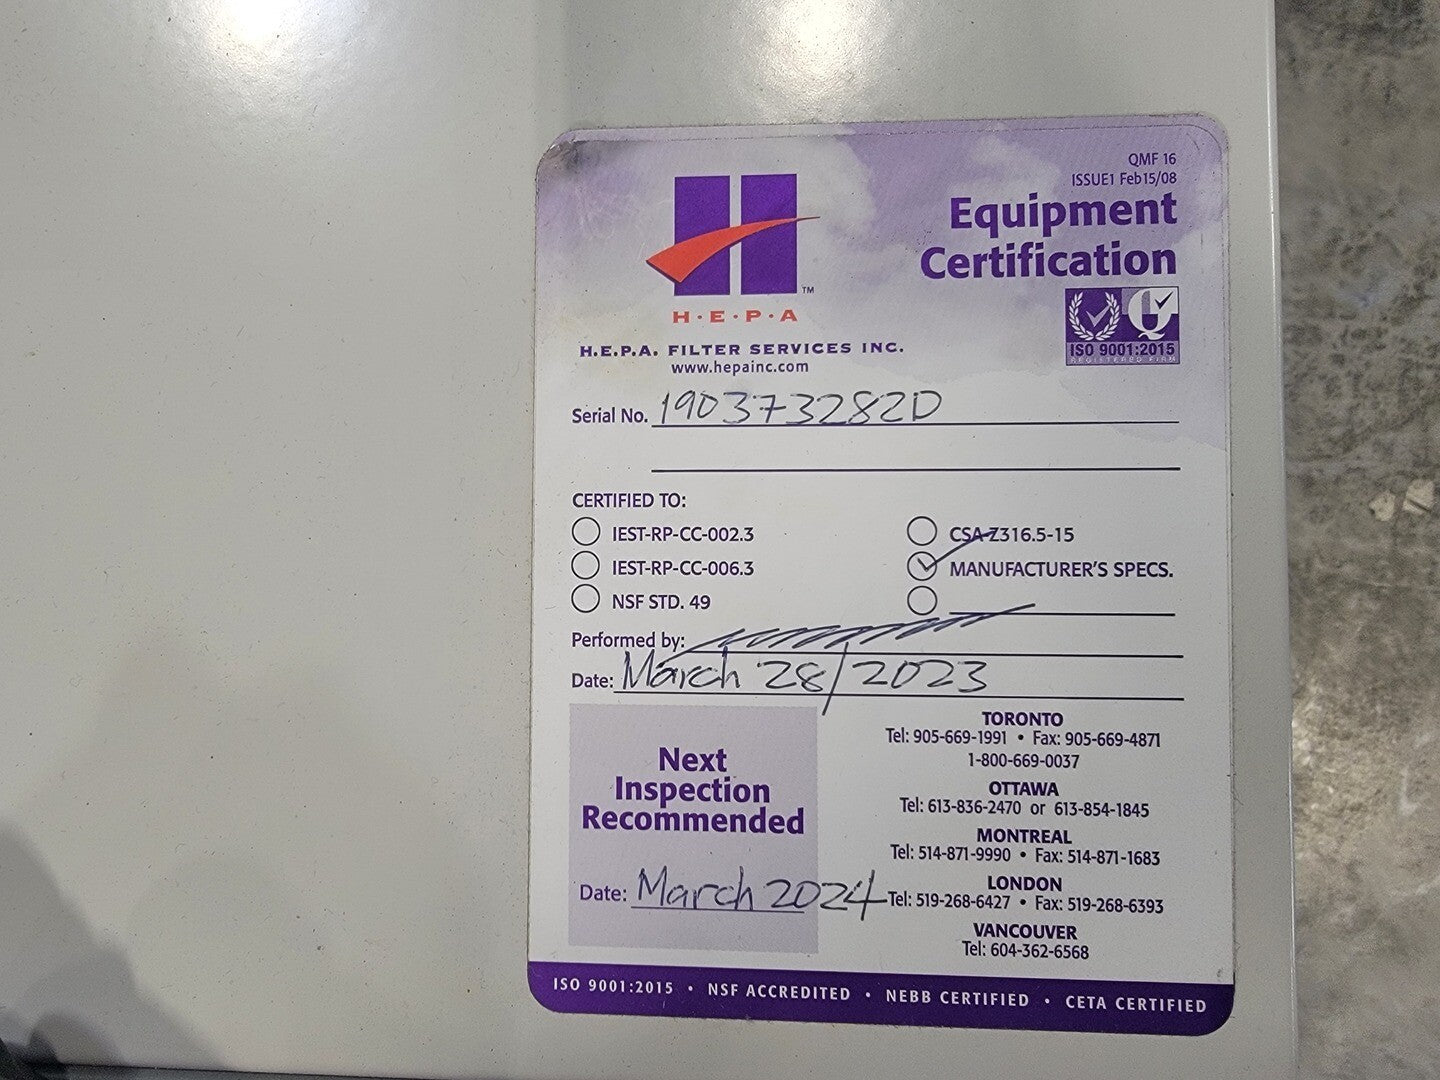 QMF 16
ISSUE1 Feb15/08
Equipment
Certification
ISO 9001:2015
REGISTERED FIRM
TM
H·E·P·A
H.E.P.A. FILTER SERVICES INC.
www.hepainc.com
Serial No. 190373282D
CERTIFIED TO:
IEST-RP-CC-002.3
CSA-Z316.5-15
IEST-RP-CC-006.3
MANUFACTURER'S SPECS.
NSF STD. 49
Performed by:
Date: March 28/2023
Next
Inspection
Recommended
Date: March 2024
TORONTO
Tel: 905-669-1991 • Fax: 905-669-4871
1-800-669-0037
OTTAWA
Tel: 613-836-2470 or 613-854-1845
MONTREAL
Tel: 514-871-9990 • Fax: 514-871-1683
LONDON
Tel: 519-268-6427 • Fax: 519-268-6393
VANCOUVER
Tel: 604-362-6568
ISO 9001:2015 • NSF ACCREDITED • NEBB CERTIFIED • CETA CERTIFIED